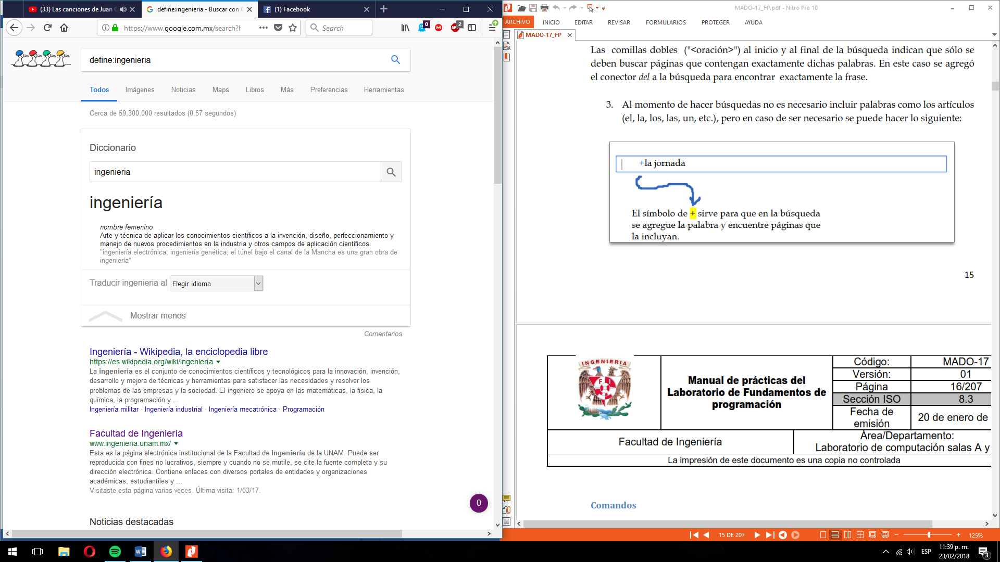 (33) Las canciones de Juan G
define:ingenieria - Buscar con G
(1) Facebook
https://www.google.com.mx/search?h
Search
0
2
define:ingenieria
Todos
Imágenes
Noticias
Maps
Libros
Más
Preferencias
Herramientas
Cerca de 59,300,000 resultados (0.57 segundos)
Diccionario
ingenieria
ingeniería
nombre femenino
Arte y técnica de aplicar los conocimientos científicos a la invención, diseño, perfeccionamiento y
manejo de nuevos procedimientos en la industria y otros campos de aplicación científicos.
"ingeniería electrónica; ingeniería genética; el túnel bajo el canal de la Mancha es una gran obra de
ingeniería"
Traducir ingenieria al
Elegir idioma
Mostrar menos
Comentarios
Ingeniería - Wikipedia, la enciclopedia libre
https://es.wikipedia.org/wiki/Ingeniería
La ingeniería es el conjunto de conocimientos científicos y tecnológicos para la innovación, invención,
desarrollo y mejora de técnicas y herramientas para satisfacer las necesidades y resolver los
problemas de las empresas y la sociedad. El ingeniero se apoya en las matemáticas, la física, la
química, la programación y ...
Ingeniería militar · Ingeniería industrial · Ingeniería mecatrónica · Programación
Facultad de Ingeniería
www.ingenieria.unam.mx/
Esta es la página electrónica institucional de la Facultad de Ingeniería de la UNAM. Puede ser
reproducida con fines no lucrativos, siempre y cuando no se mutile, se cite la fuente completa y su
dirección electrónica. Contiene enlaces con diversos portales de entidades y organizaciones
académicas, estudiantiles y ...
Visitaste esta página varias veces. Última visita: 1/03/17.
0
Noticias destacadas
MADO-17_FP.pdf - Nitro Pro 10
ARCHIVO
INICIO
EDITAR
REVISAR
FORMULARIOS
PROTEGER
AYUDA
MADO-17_FP
Las comillas dobles ("<oración>") al inicio y al final de la búsqueda indican que sólo se
deben buscar páginas que contengan exactamente dichas palabras. En este caso se agregó
el conector del a la búsqueda para encontrar exactamente la frase.
3. Al momento de hacer búsquedas no es necesario incluir palabras como los artículos
(el, la, los, las, un, etc.), pero en caso de ser necesario se puede hacer lo siguiente:
+la jornada
El símbolo de + sirve para que en la búsqueda
se agregue la palabra y encuentre páginas que
la incluyan.
15
INGENIERIA
F I
Manual de prácticas del
Laboratorio de Fundamentos de
programación
Código:
MADO-17
Versión:
01
Página
16/207
Sección ISO
8.3
Fecha de
emisión
20 de enero de
Facultad de Ingeniería
Área/Departamento:
Laboratorio de computación salas A y
La impresión de este documento es una copia no controlada
Comandos
15 DE 207
125%
ESP
11:39 p. m.
23/02/2018
3